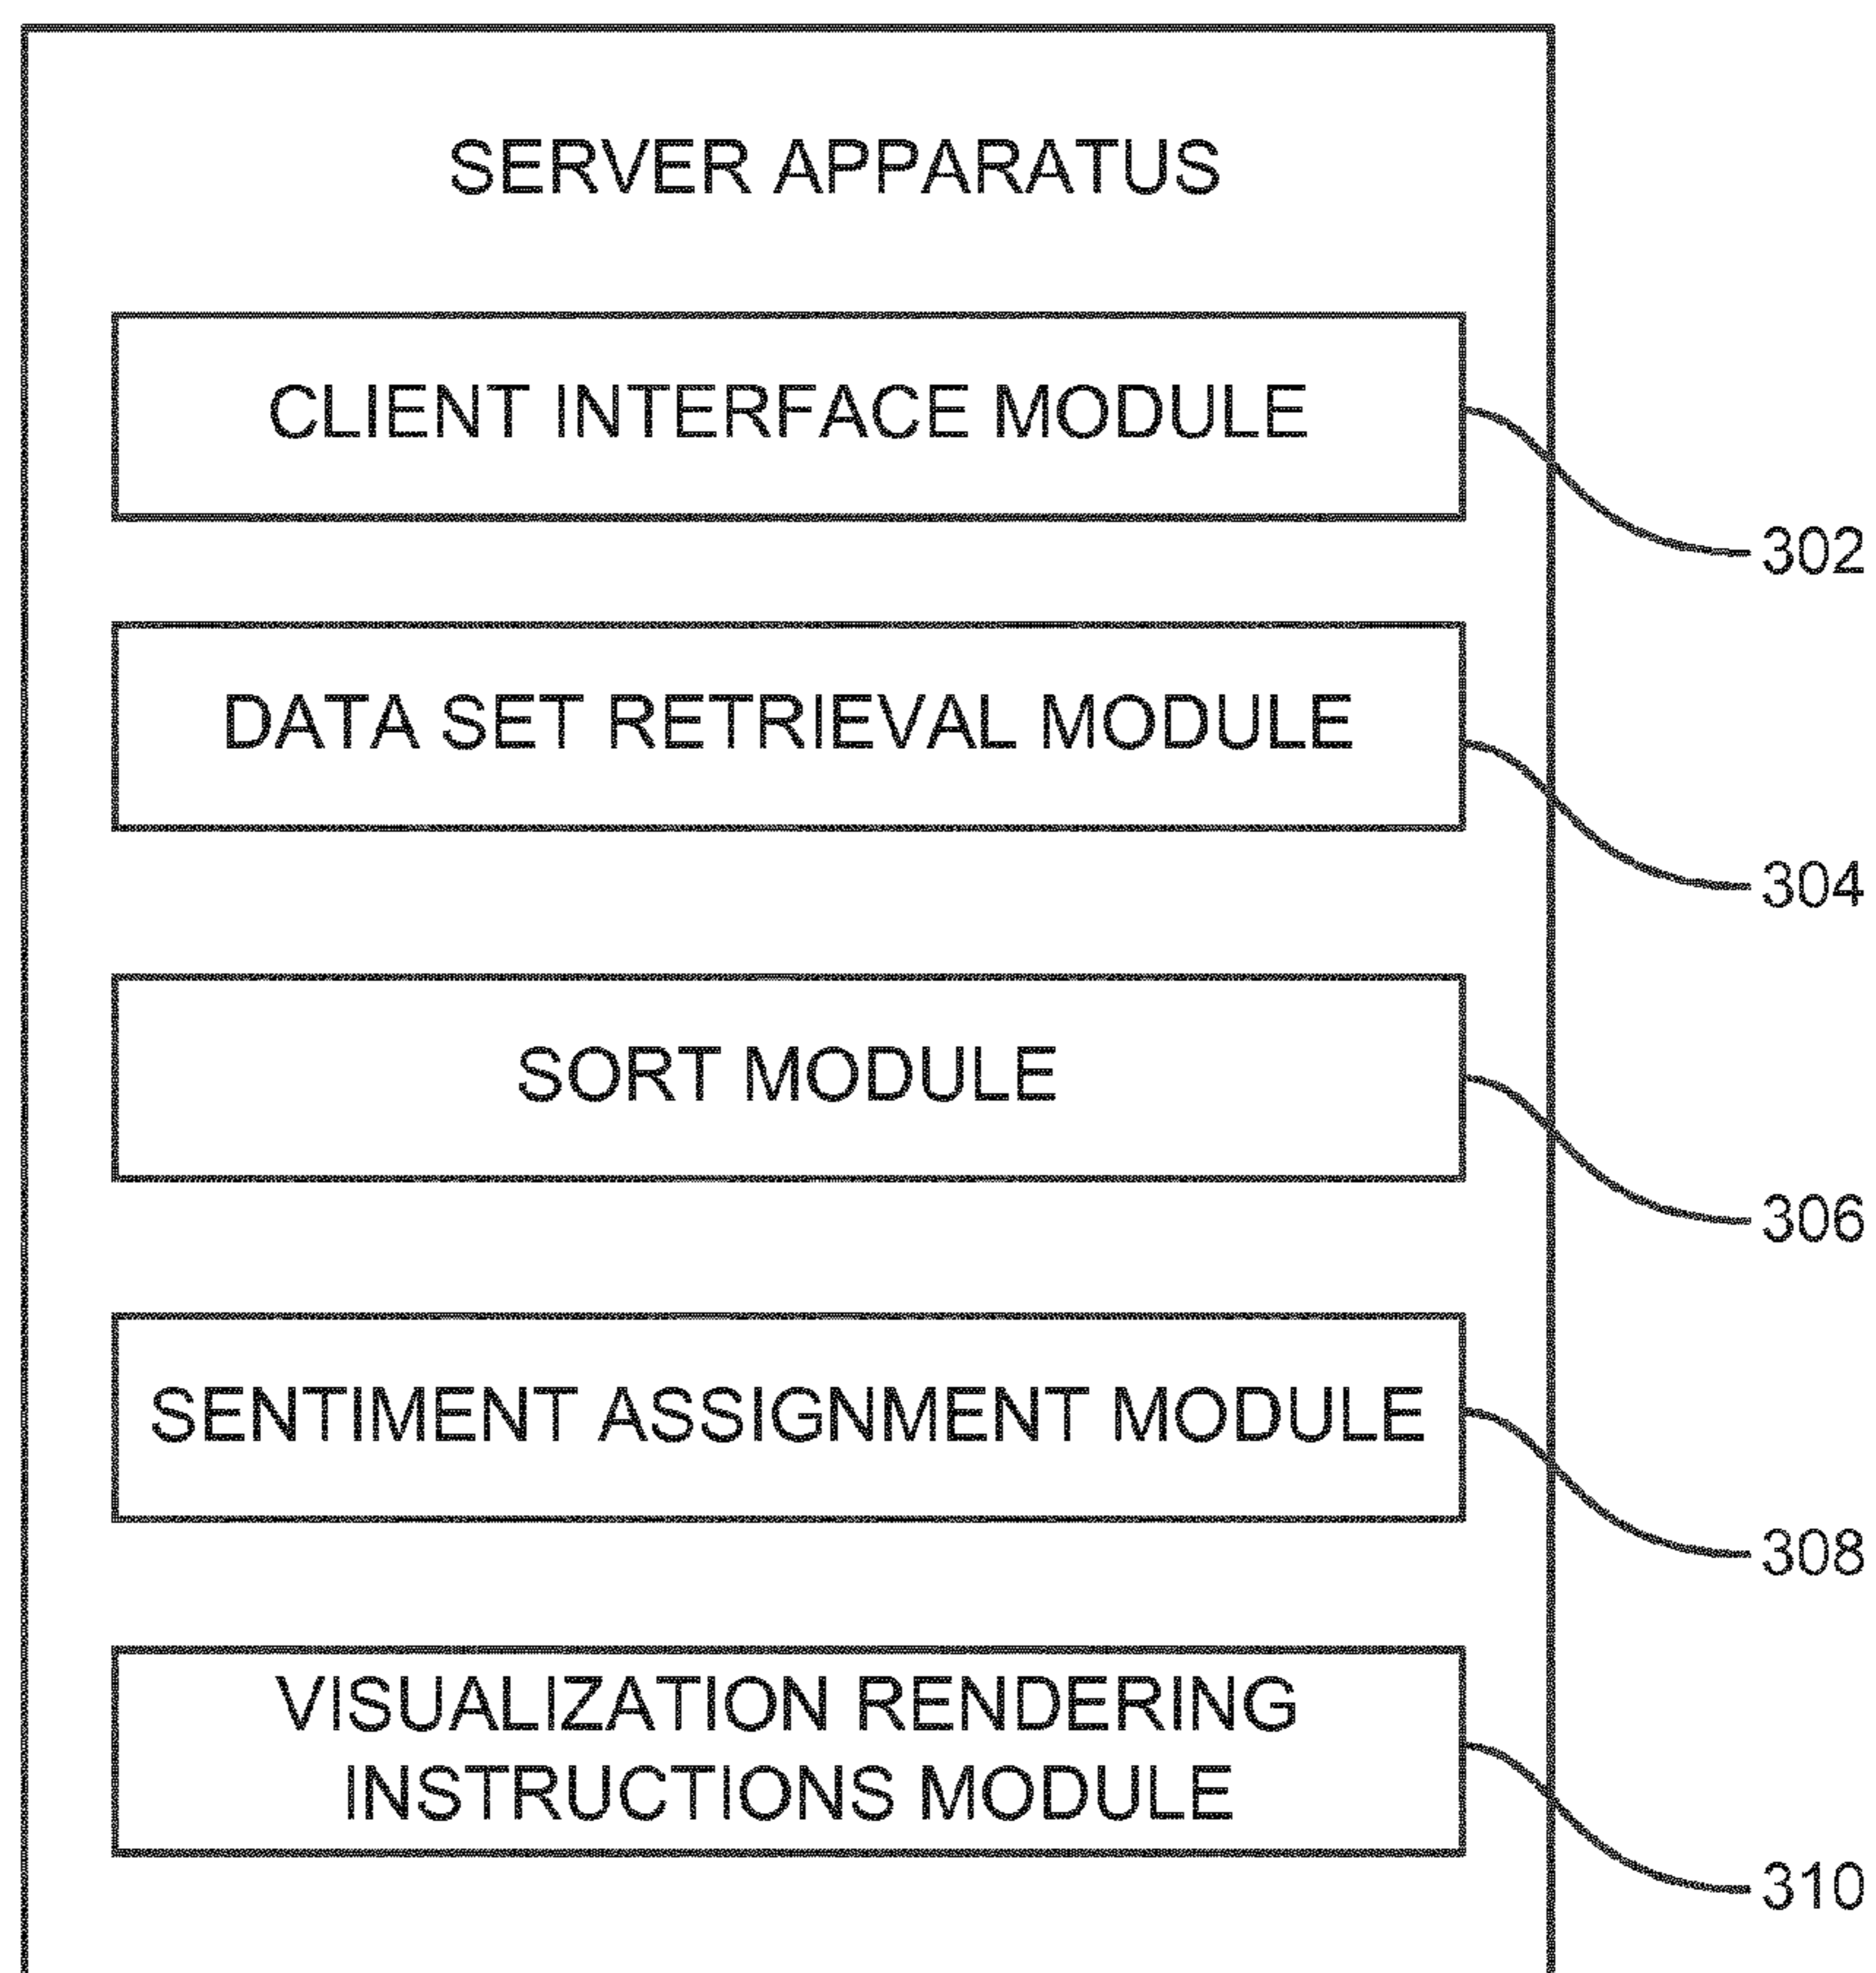 SERVER APPARATUS
CLIENT INTERFACE MODULE
302
DATA SET RETRIEVAL MODULE
304
SORT MODULE
306
SENTIMENT ASSIGNMENT MODULE
308
VISUALIZATION RENDERING
INSTRUCTIONS MODULE
310